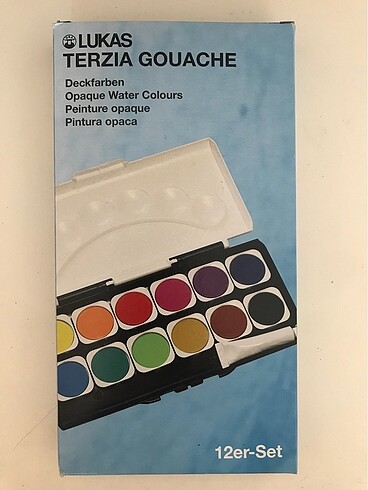 LUKAS
TERZIA GOUACHE
Deckfarben
Opaque Water Colours
Peinture opaque
Pintura opaca
12er-Set